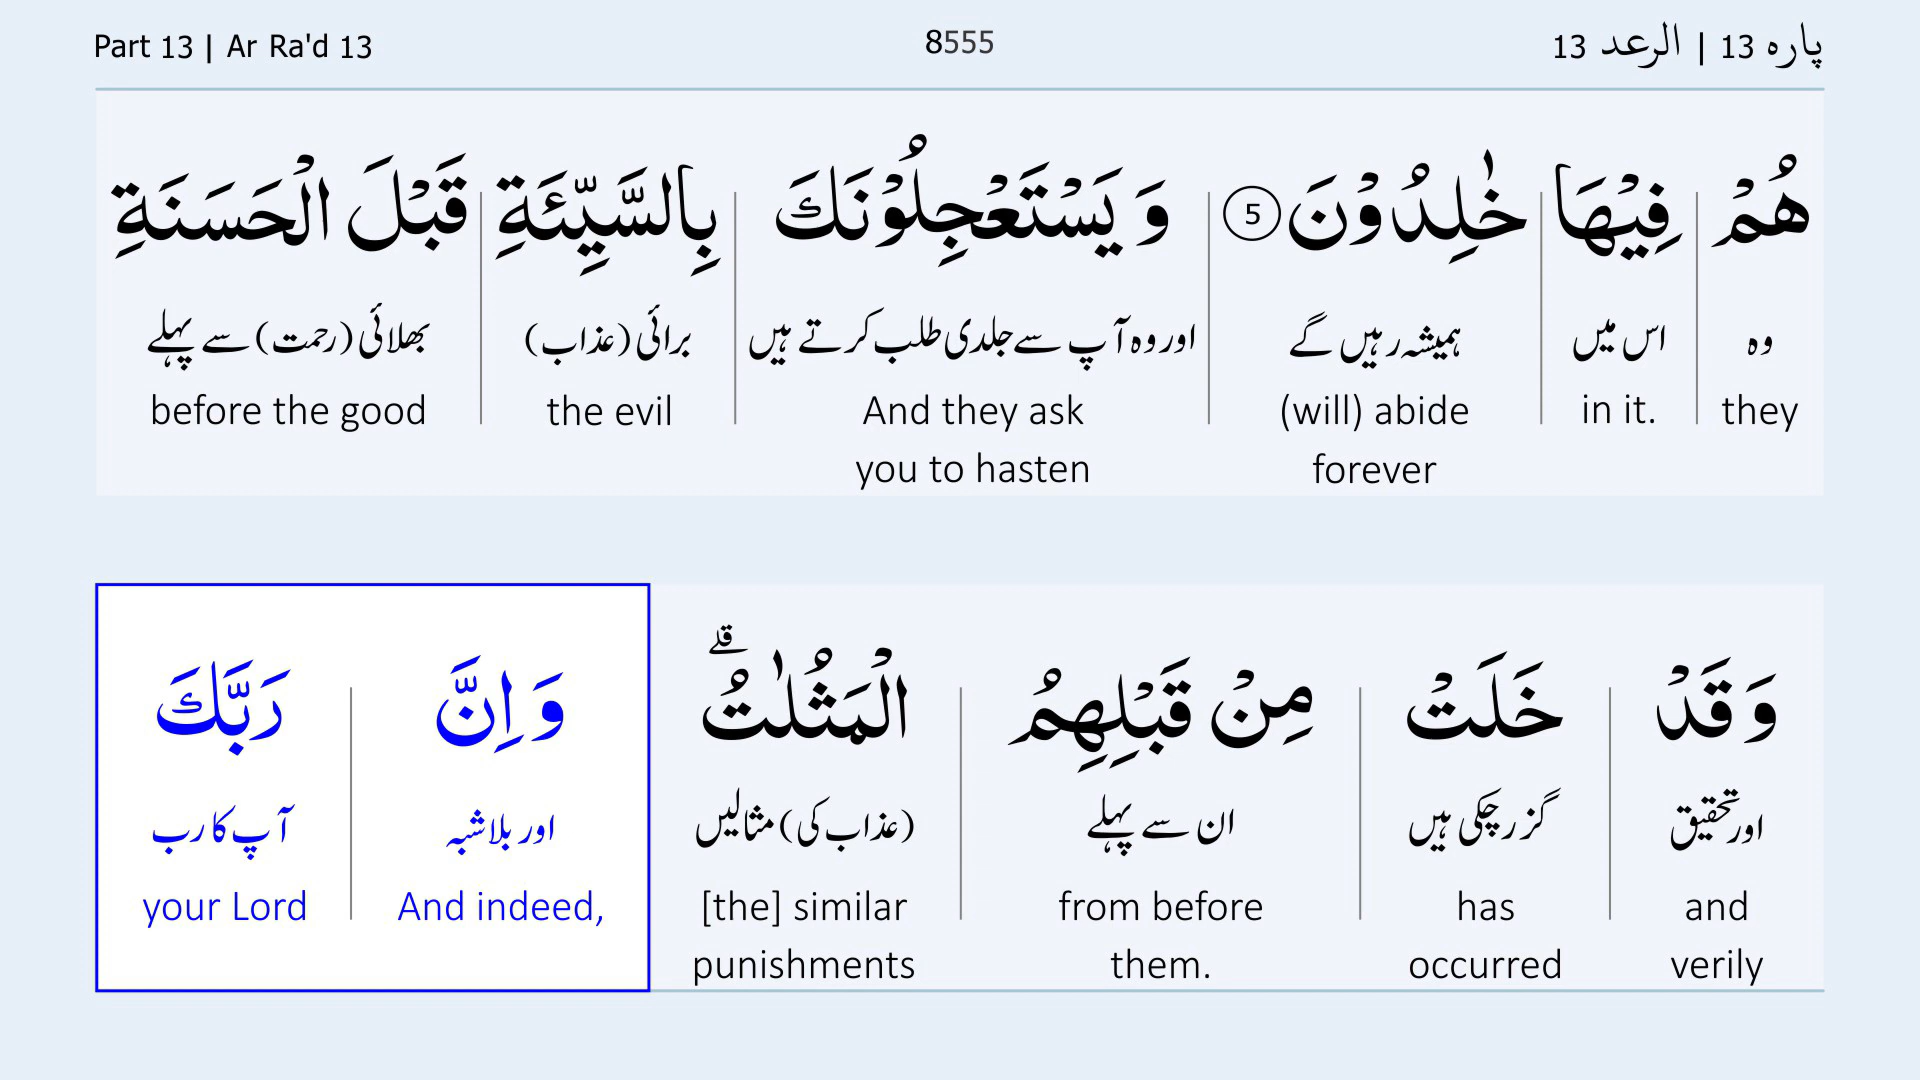 Part 13 | Ar Ra'd 13 8555 پارہ 13 | الرعد 13
هُمْ فِيْهَا خٰلِدُوْنَ 5 وَ يَسْتَعْجِلُوْنَكَ بِالسَّيِّئَةِ قَبْلَ الْحَسَنَةِ
وہ اس میں ہمیشہ رہیں گے اور وہ آپ سے جلدی طلب کرتے ہیں برائی (عذاب) بھلائی (رحمت) سے پہلے
they in it. (will) abide And they ask the evil before the good
forever you to hasten
وَ قَدْ خَلَتْ مِنْ قَبْلِهِمُ الْمَثُلٰتُ ۗ وَ اِنَّ رَبَّكَ
اور تحقیق گزر چکی ہیں ان سے پہلے (عذاب کی) مثالیں اور بلاشبہ آپ کا رب
and has from before [the] similar And indeed, your Lord
verily occurred them. punishments